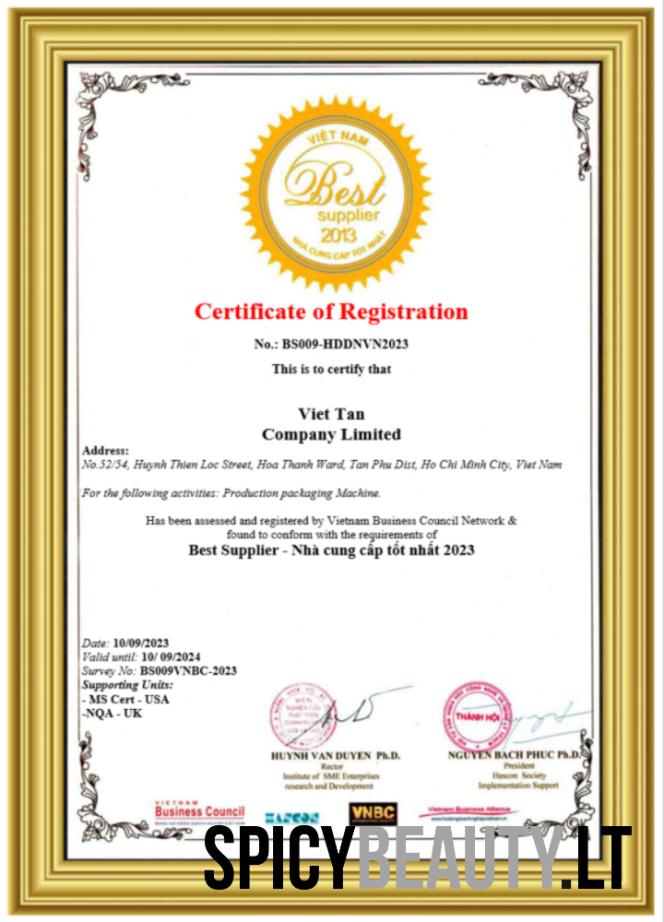 VIỆT NAM
Best
supplier
2013
NHÀ CUNG CẤP TỐT NHẤT
Certificate of Registration
No.: BS009-HDDNVN2023
This is to certify that
Viet Tan
Company Limited
Address:
No.52/54, Huynh Thien Loc Street, Hoa Thanh Ward, Tan Phu Dist, Ho Chi Minh City, Viet Nam
For the following activities: Production packaging Machine.
Has been assessed and registered by Vietnam Business Council Network &
found to conform with the requirements of
Best Supplier - Nhà cung cấp tốt nhất 2023
Date: 10/09/2023
Valid until: 10/ 09/2024
Survey No: BS009VNBC-2023
Supporting Units:
- MS Cert - USA
-NQA - UK
VIỆN
NGHIÊN CỨU
PHÁT TRIỂN
THÀNH HỘI
HUYNH VAN DUYEN Ph.D.
Rector
Institute of SME Enterprises
research and Development
NGUYEN BACH PHUC Ph.D.
President
Hascon Society
Implementation Support
VIETNAM
Business Council
HASCON
VNBC
Vietnam Business Alliance
SPICYBEAUTY.LT